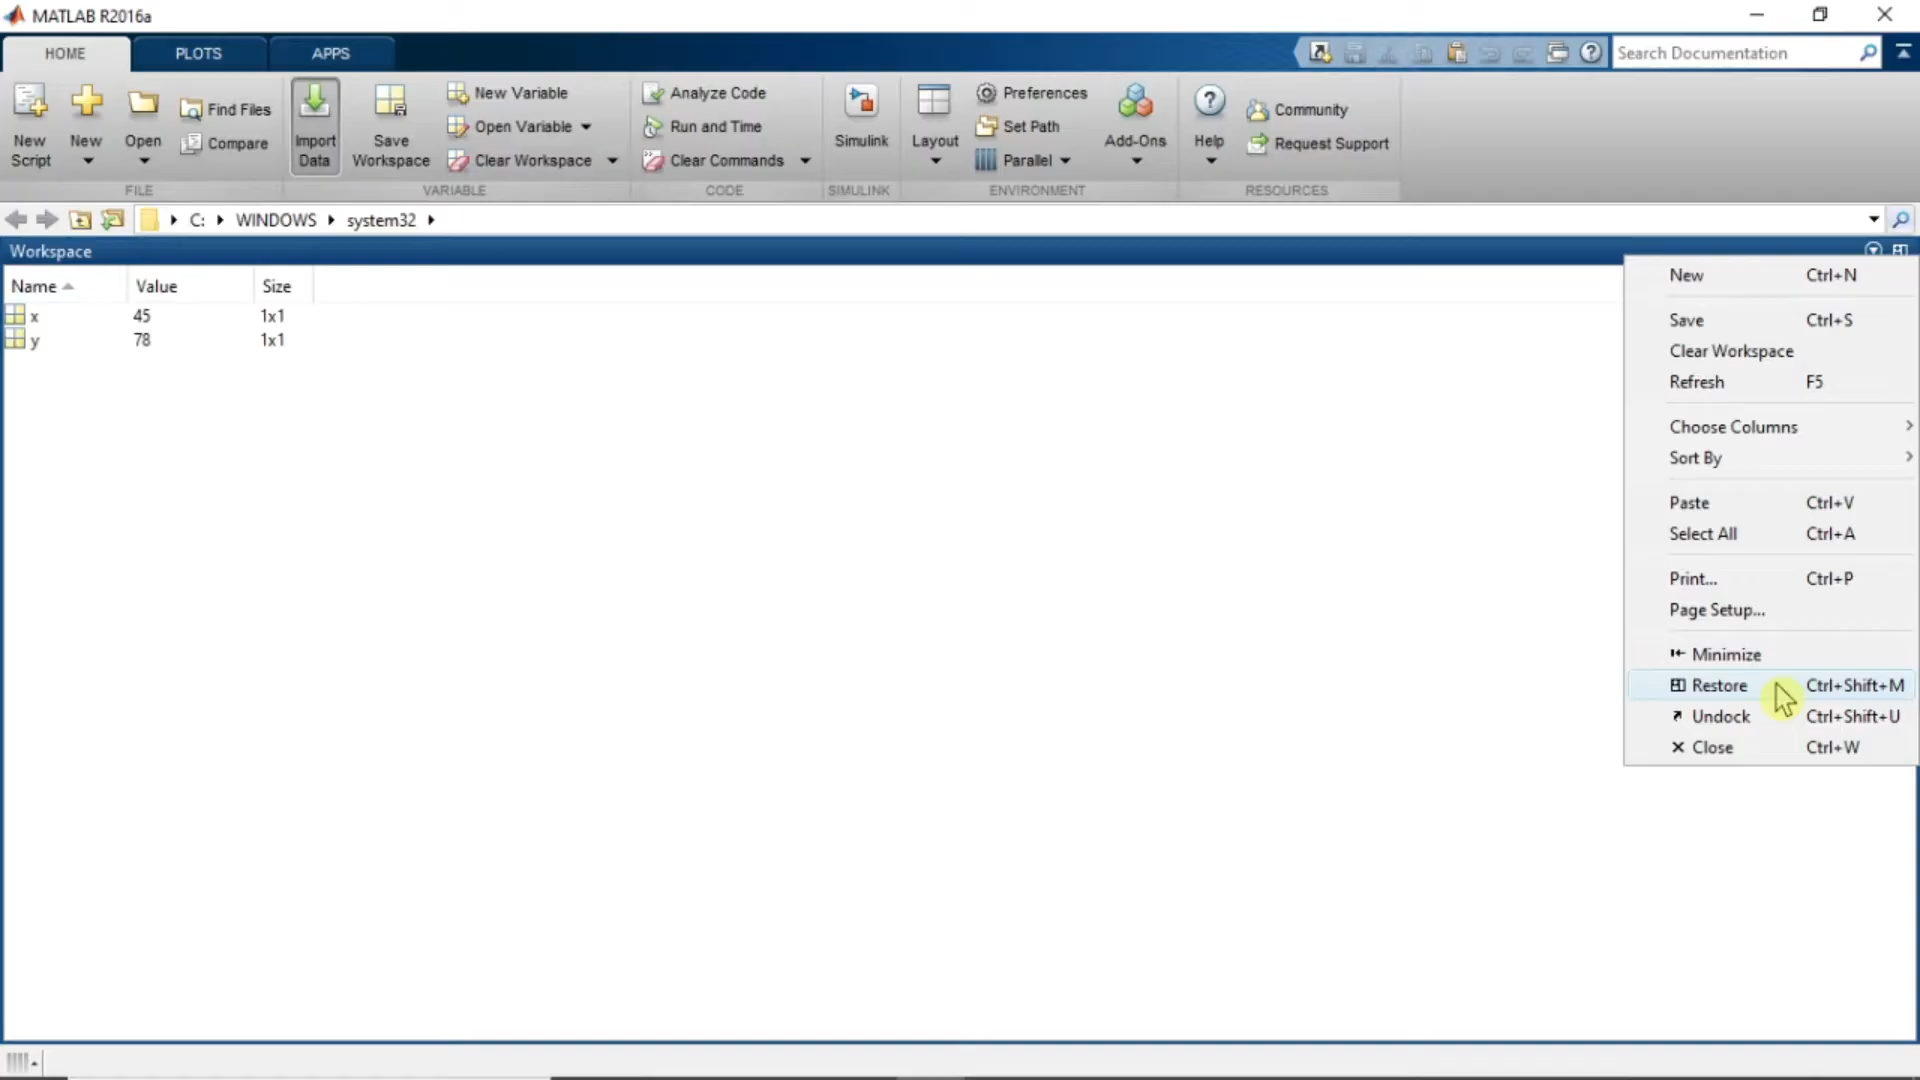 MATLAB R2016a
HOME PLOTS APPS
Search Documentation
New Script
New
Open
Find Files
Compare
FILE
Import Data
Save Workspace
New Variable
Open Variable
Clear Workspace
VARIABLE
Analyze Code
Run and Time
Clear Commands
CODE
Simulink
SIMULINK
Layout
Preferences
Set Path
Parallel
Add-Ons
ENVIRONMENT
Help
Community
Request Support
RESOURCES
C: WINDOWS system32
Workspace
Name Value Size
x 45 1x1
y 78 1x1
New Ctrl+N
Save Ctrl+S
Clear Workspace
Refresh F5
Choose Columns
Sort By
Paste Ctrl+V
Select All Ctrl+A
Print... Ctrl+P
Page Setup...
Minimize
Restore Ctrl+Shift+M
Undock Ctrl+Shift+U
Close Ctrl+W